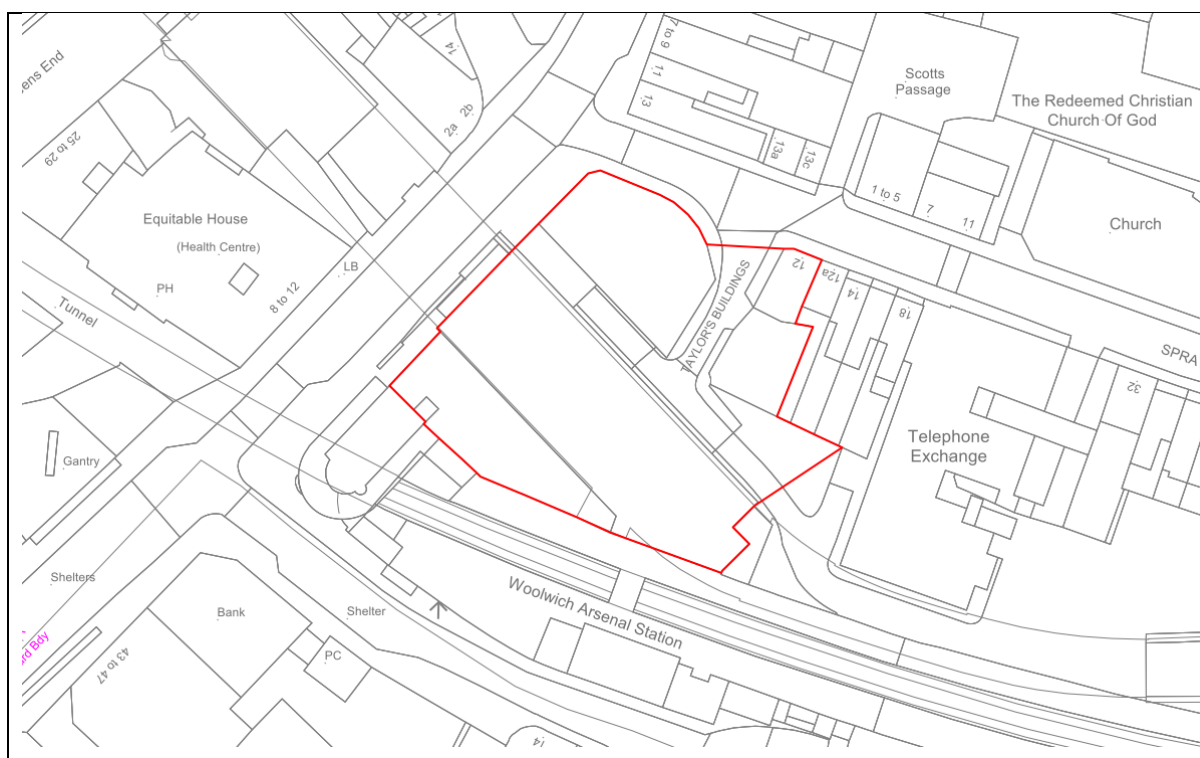 ens End
25 to 29
14
2b
2a
7 to 9
11
13
13a
13c
Scotts
Passage
The Redeemed Christian
Church Of God
1 to 5
7
11
Church
Equitable House
(Health Centre)
PH
LB
8 to 12
Tunnel
TAYLOR'S BUILDINGS
12
12a
14
18
SPRA
32
Telephone
Exchange
Gantry
Shelters
Bank
Shelter
PC
43 to 47
rd Bdy
Woolwich Arsenal Station
14